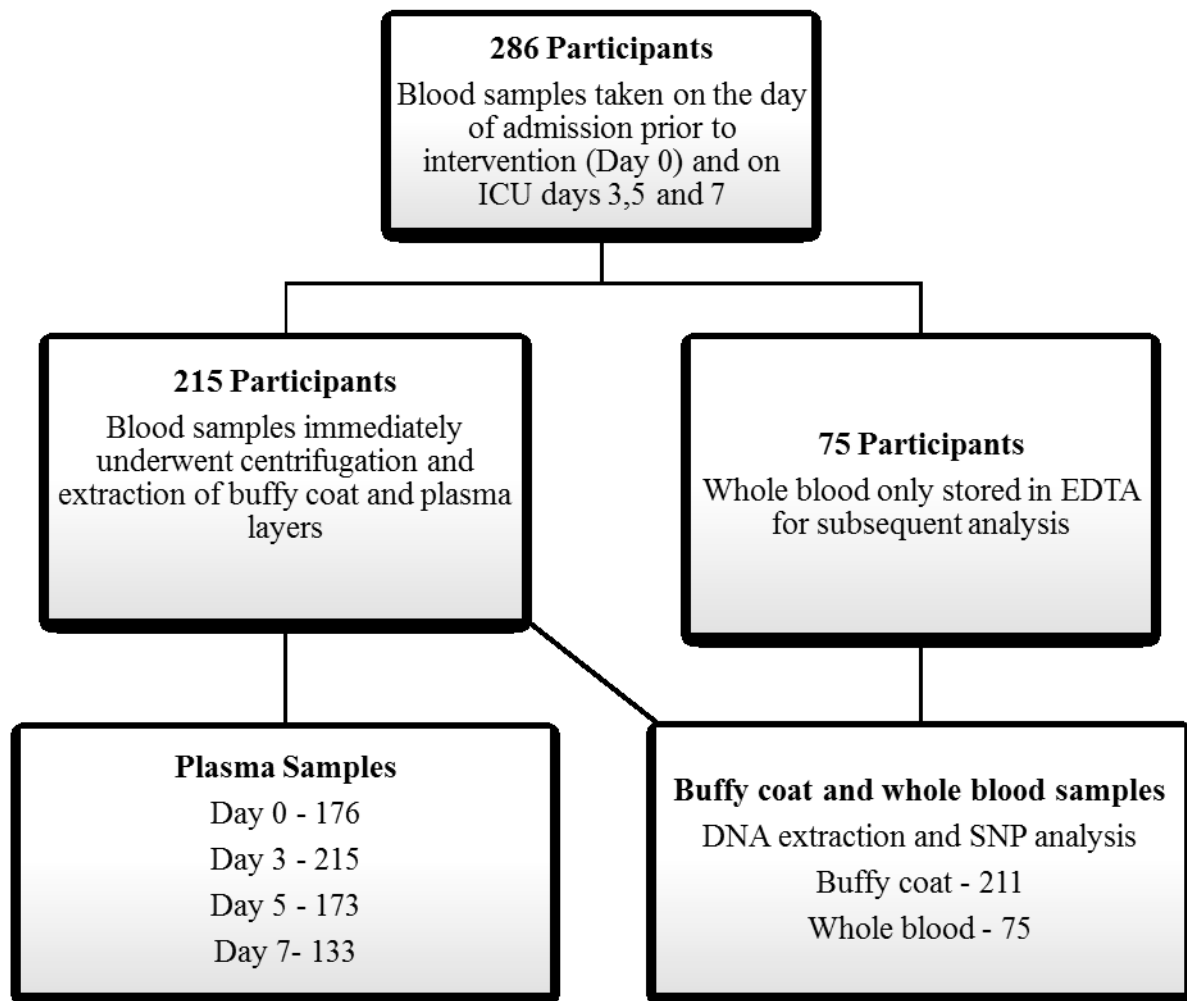 286 Participants
Blood samples taken on the day
of admission prior to
intervention (Day 0) and on
ICU days 3,5 and 7
215 Participants
Blood samples immediately
underwent centrifugation and
extraction of buffy coat and plasma
layers
75 Participants
Whole blood only stored in EDTA
for subsequent analysis
Plasma Samples
Day 0 - 176
Day 3 - 215
Day 5 - 173
Day 7- 133
Buffy coat and whole blood samples
DNA extraction and SNP analysis
Buffy coat - 211
Whole blood - 75